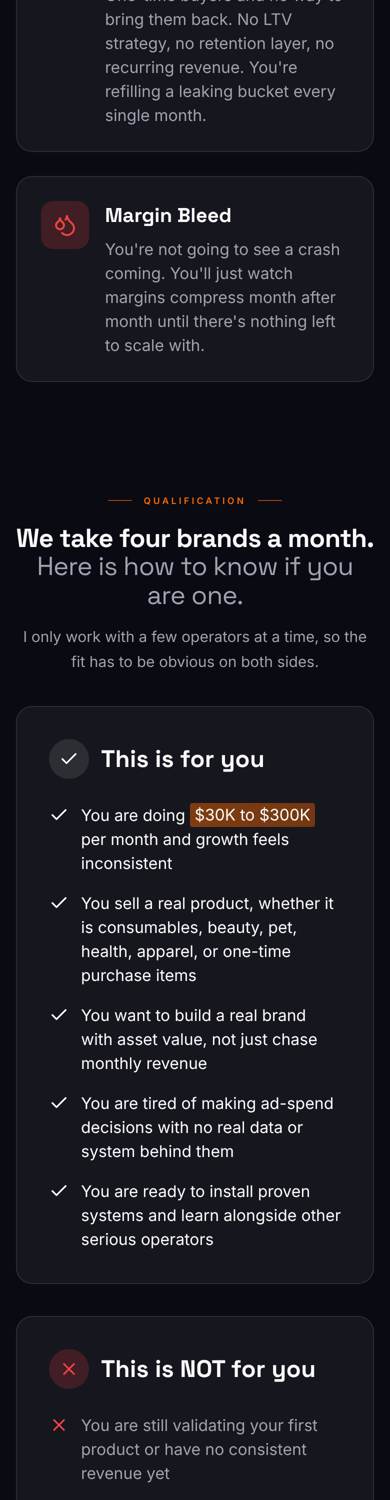 One-time buyers and no way to
bring them back. No LTV
strategy, no retention layer, no
recurring revenue. You're
refilling a leaking bucket every
single month.
Margin Bleed
You're not going to see a crash
coming. You'll just watch
margins compress month after
month until there's nothing left
to scale with.
QUALIFICATION
We take four brands a month.
Here is how to know if you
are one.
I only work with a few operators at a time, so the
fit has to be obvious on both sides.
This is for you
You are doing $30K to $300K
per month and growth feels
inconsistent
You sell a real product, whether it
is consumables, beauty, pet,
health, apparel, or one-time
purchase items
You want to build a real brand
with asset value, not just chase
monthly revenue
You are tired of making ad-spend
decisions with no real data or
system behind them
You are ready to install proven
systems and learn alongside other
serious operators
This is NOT for you
You are still validating your first
product or have no consistent
revenue yet